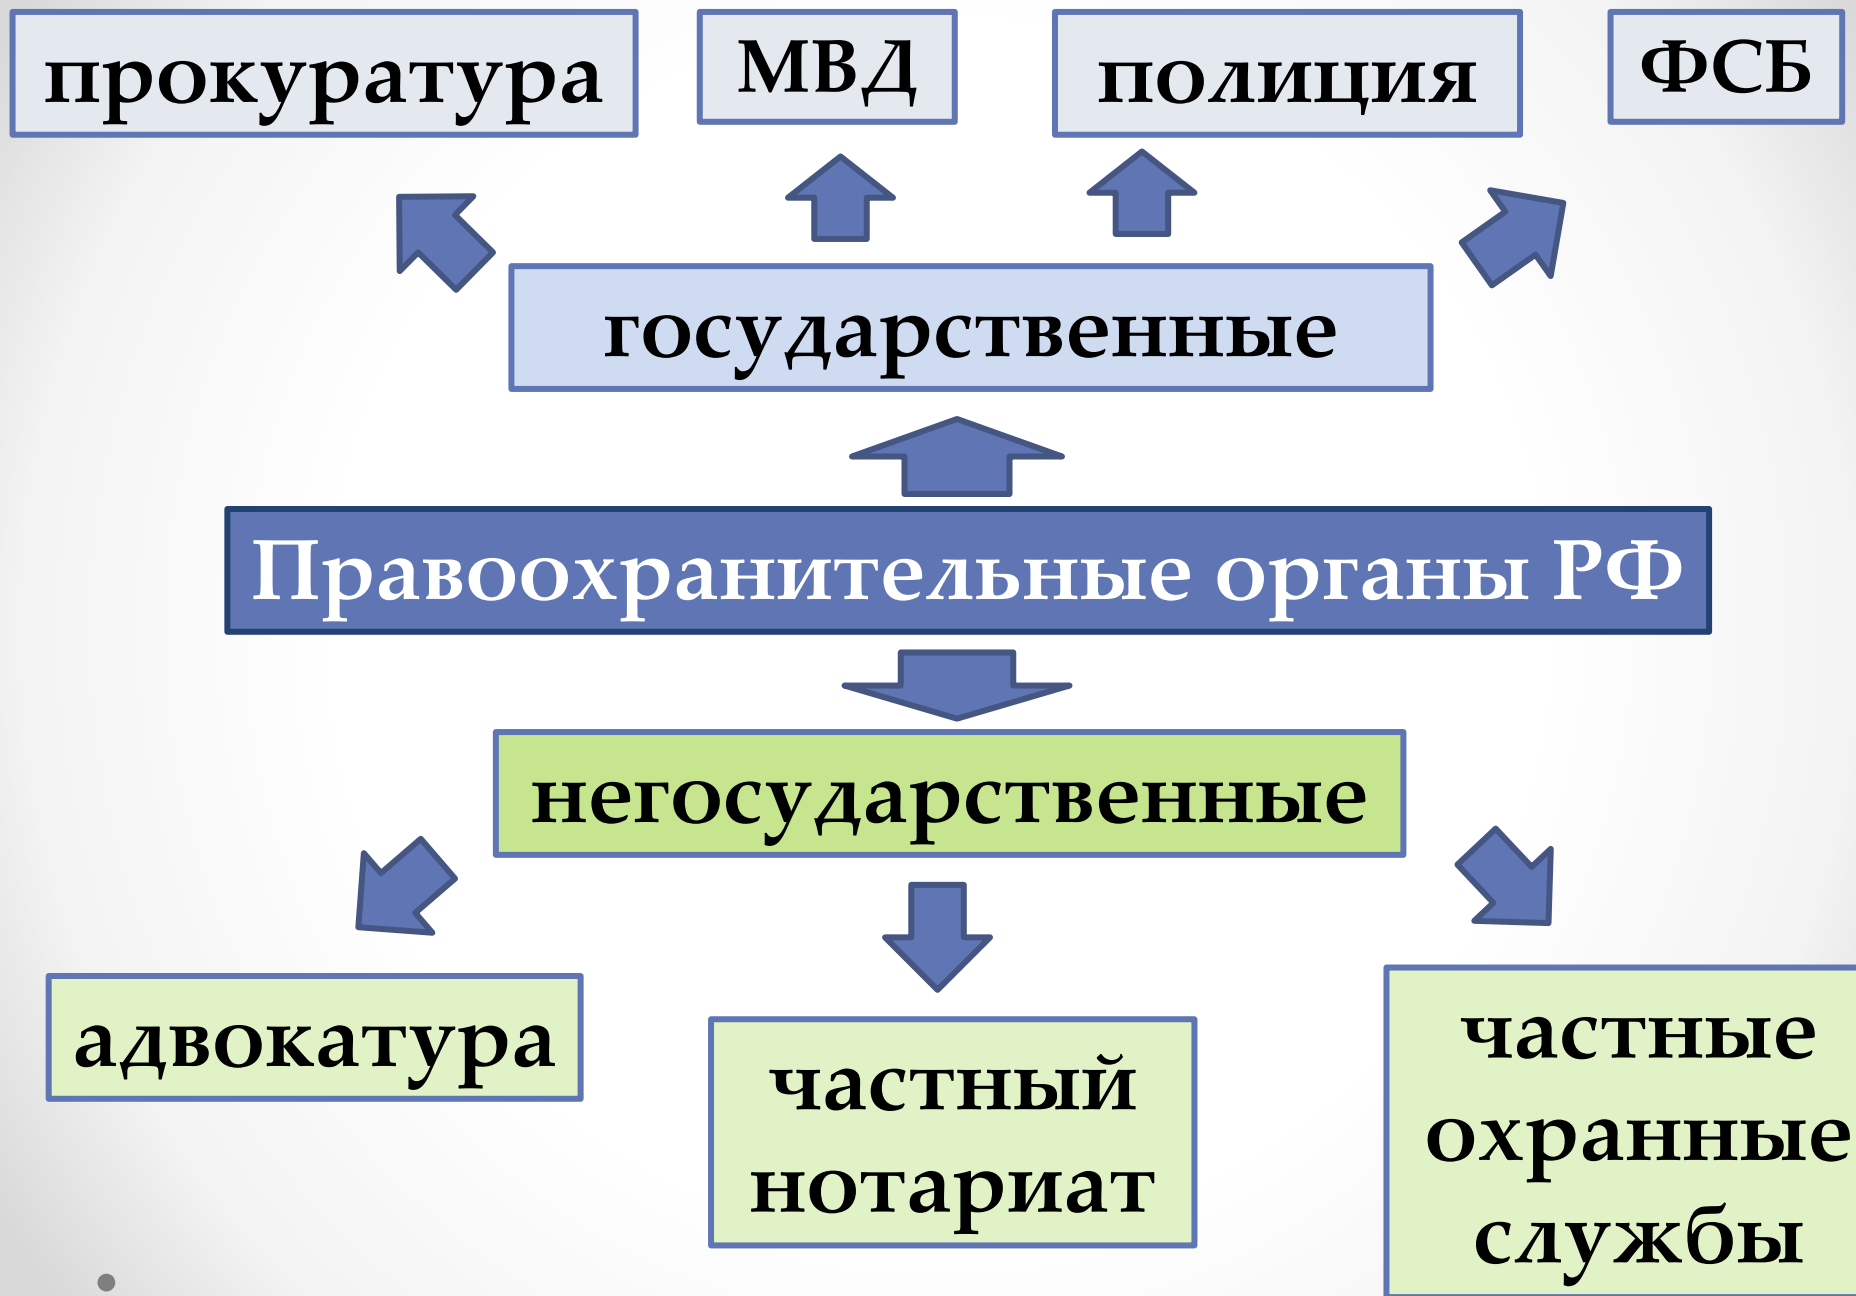 прокуратура
МВД
полиция
ФСБ
государственные
Правоохранительные органы РФ
негосударственные
адвокатура
частный
нотариат
частные
охранные
службы